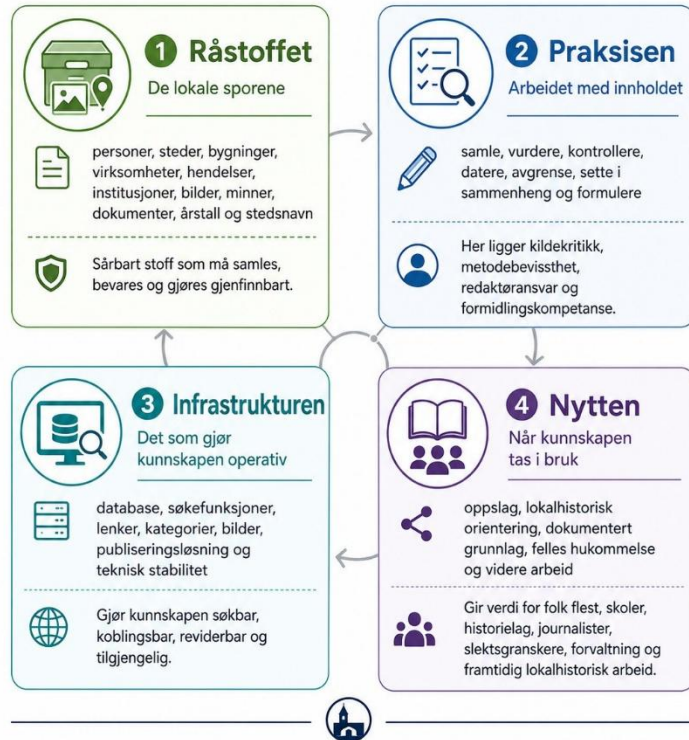 1 Råstoffet
De lokale sporene
personer, steder, bygninger,
virksomheter, hendelser,
institusjoner, bilder, minner,
dokumenter, årstall og stedsnavn
Sårbart stoff som må samles,
bevares og gjøres gjenfinnbart.
2 Praksisen
Arbeidet med innholdet
samle, vurdere, kontrollere,
datere, avgrense, sette i
sammenheng og formulere
Her ligger kildekritikk,
metodebevissthet,
redaktøransvar og
formidlingskompetanse.
3 Infrastrukturen
Det som gjør
kunnskapen operativ
database, søkefunksjoner,
lenker, kategorier, bilder,
publiseringsløsning og
teknisk stabilitet
Gjør kunnskapen søkbar,
koblingsbar, reviderbar og
tilgjengelig.
4 Nytten
Når kunnskapen
tas i bruk
oppslag, lokalhistorisk
orientering, dokumentert
grunnlag, felles hukommelse
og videre arbeid
Gir verdi for folk flest, skoler,
historielag, journalister,
slektsgranskere, forvaltning og
framtidig lokalhistorisk arbeid.